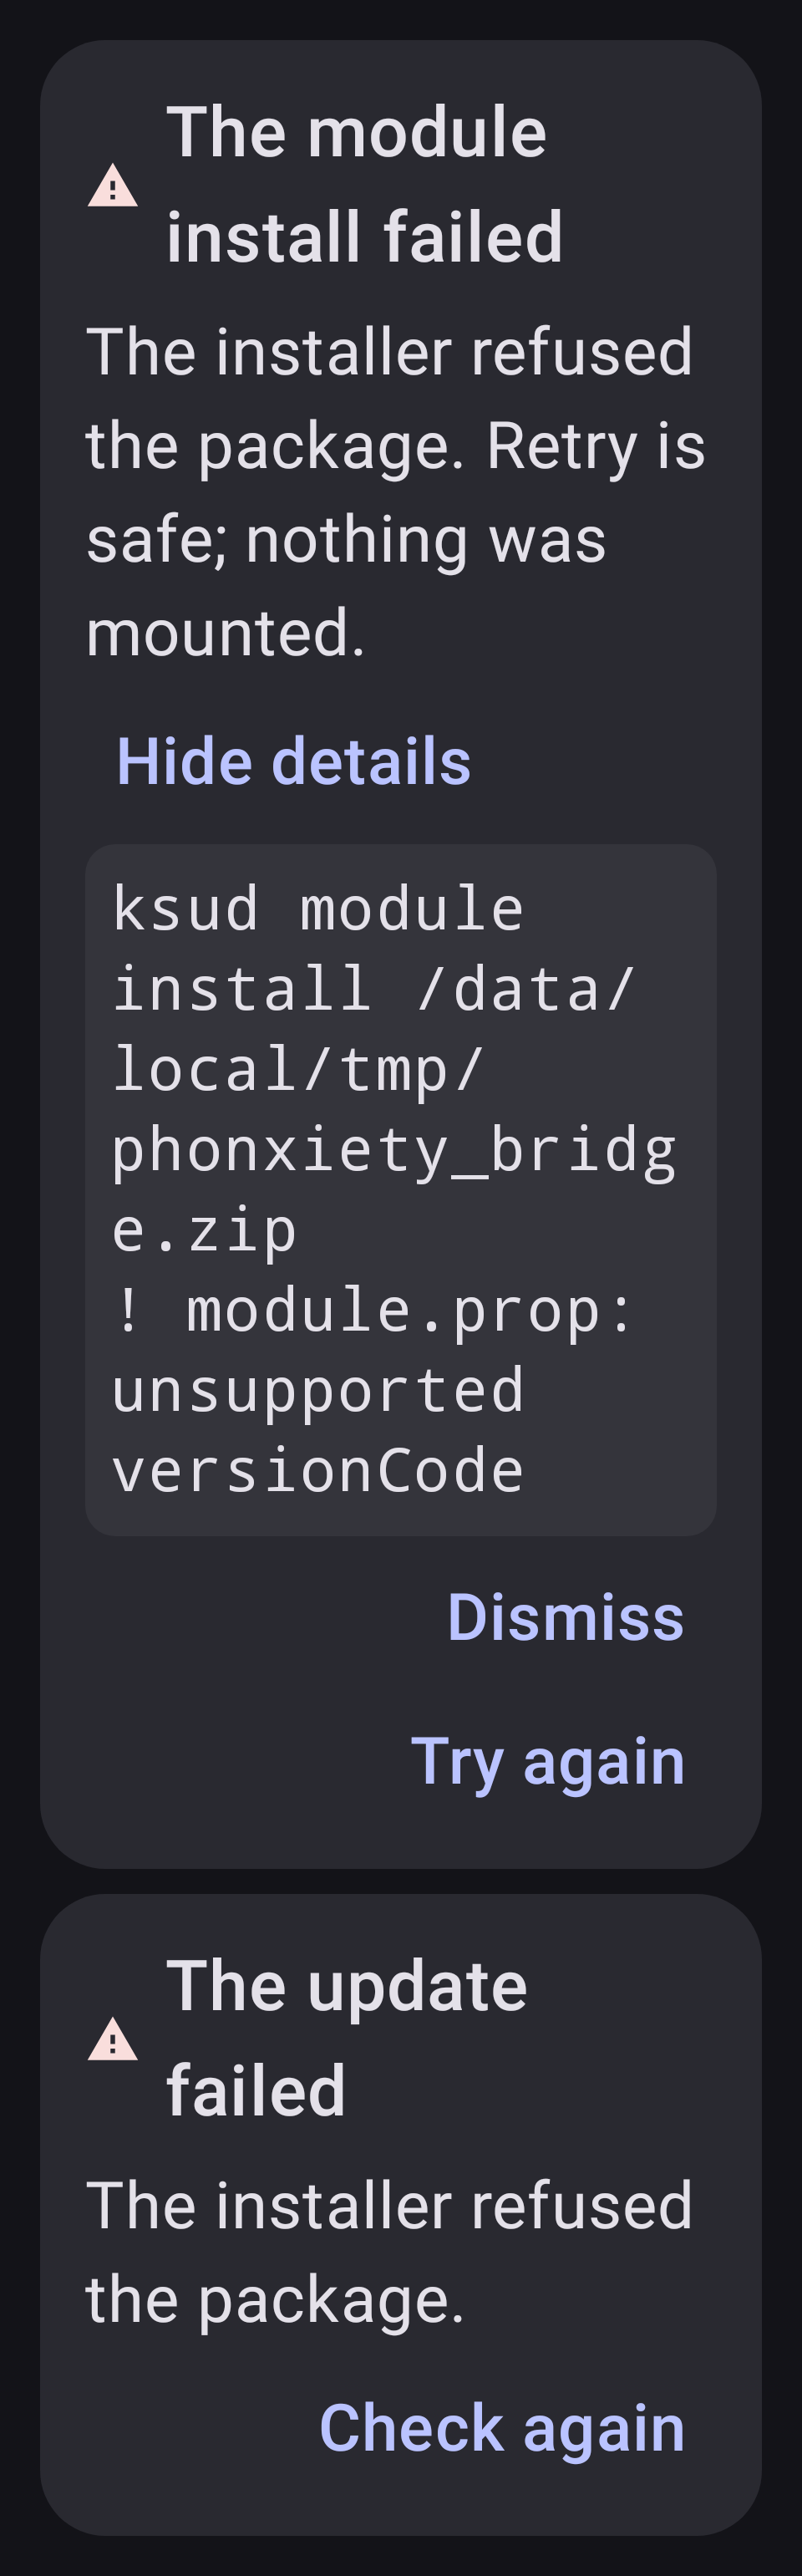 The module
install failed
The installer refused
the package. Retry is
safe; nothing was
mounted.
Hide details
ksud module
install /data/
local/tmp/
phonxiety_bridg
e.zip
! module.prop:
unsupported
versionCode
Dismiss
Try again
The update
failed
The installer refused
the package.
Check again